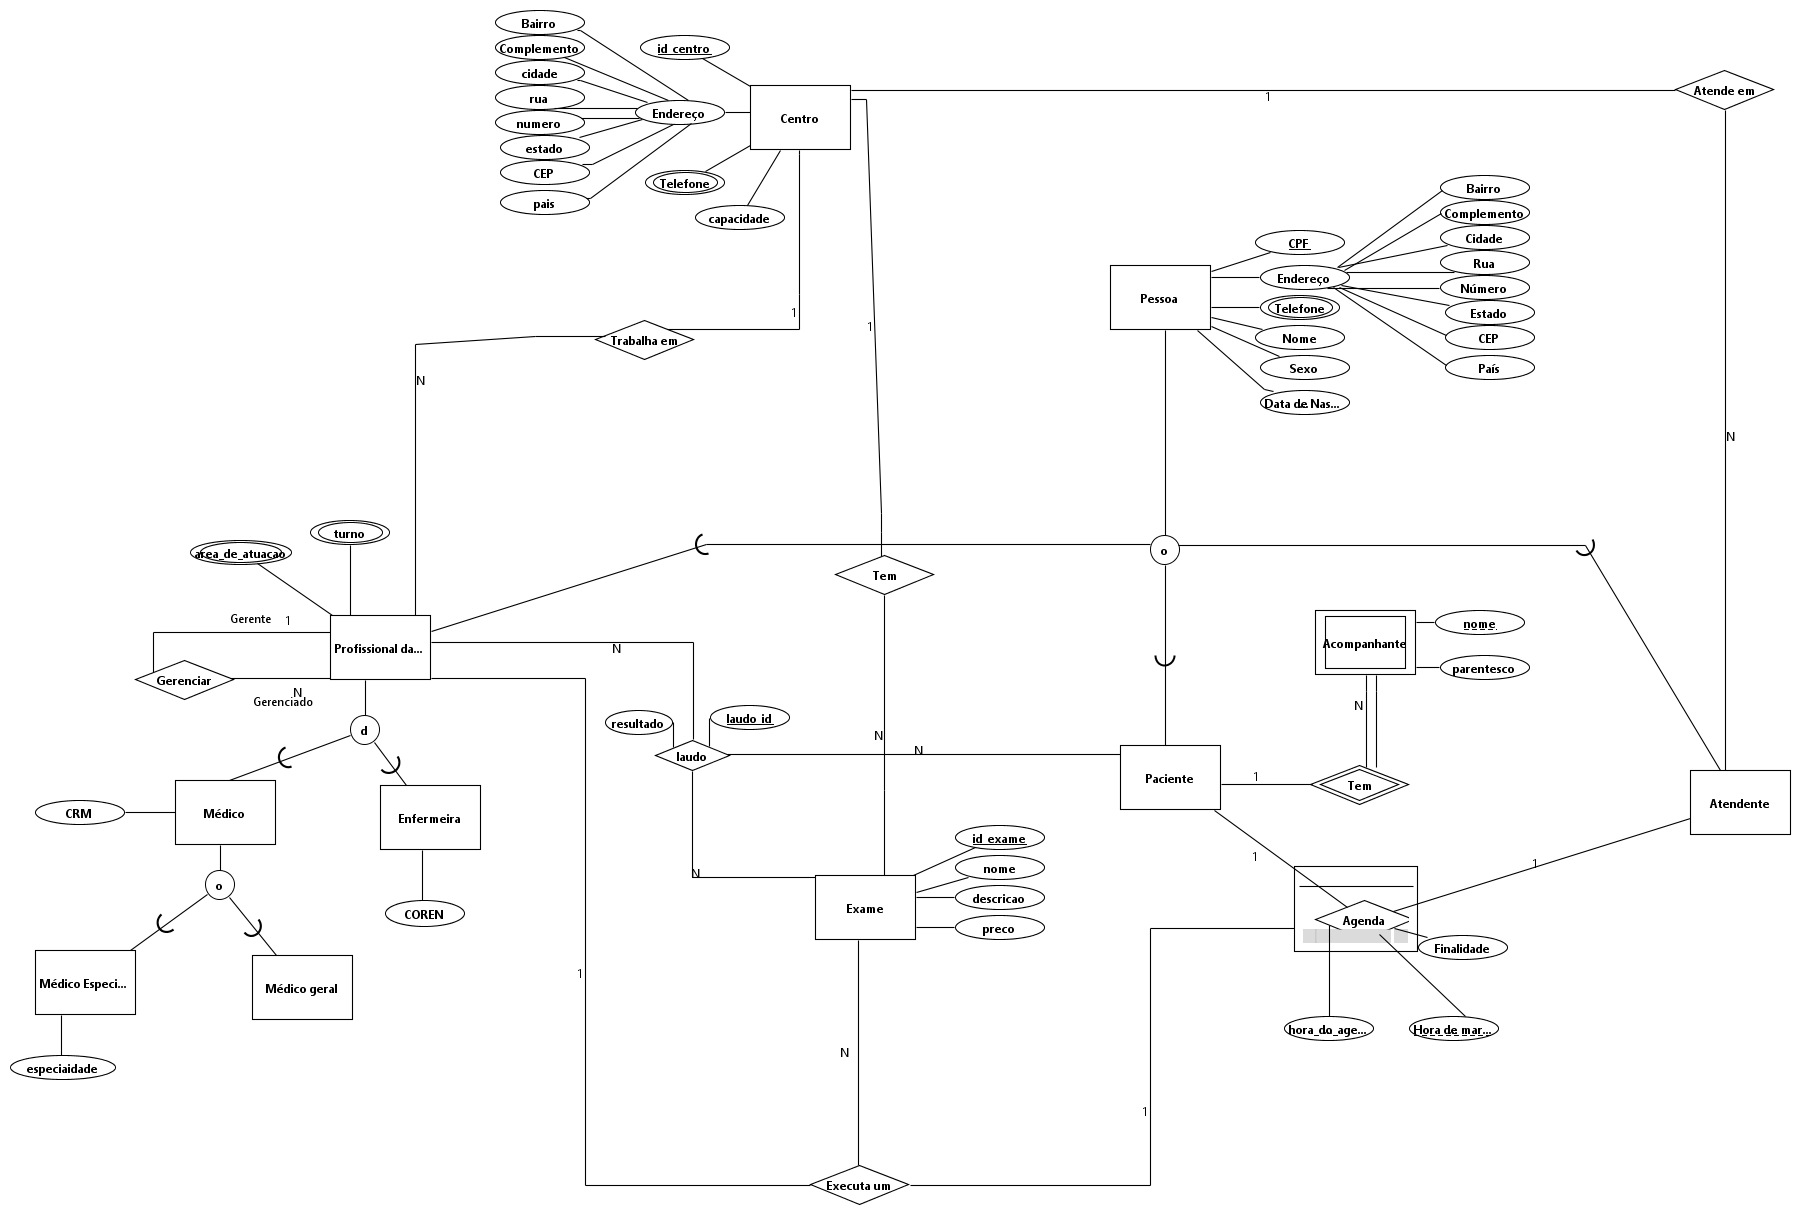 Bairro
Complemento
cidade
rua
numero
estado
CEP
pais
Endereço
id_centro
Centro
Telefone
capacidade
1
Atende em
N
1
1
Trabalha em
N
Pessoa
CPF
Endereço
Telefone
Nome
Sexo
Data de Nas...
Bairro
Complemento
Cidade
Rua
Número
Estado
CEP
País
area_de_atuacao
turno
Gerente
1
Profissional da...
Gerenciar
N
Gerenciado
d
o
Tem
N
N
resultado
laudo_id
laudo
N
N
Acompanhante
nome
parentesco
N
Paciente
1
Tem
Atendente
CRM
Médico
Enfermeira
COREN
o
Médico Especi...
Médico geral
especiaidade
id_exame
nome
descricao
preco
Exame
1
1
Agenda
Finalidade
hora_do_age...
Hora de mar...
1
N
1
Executa um